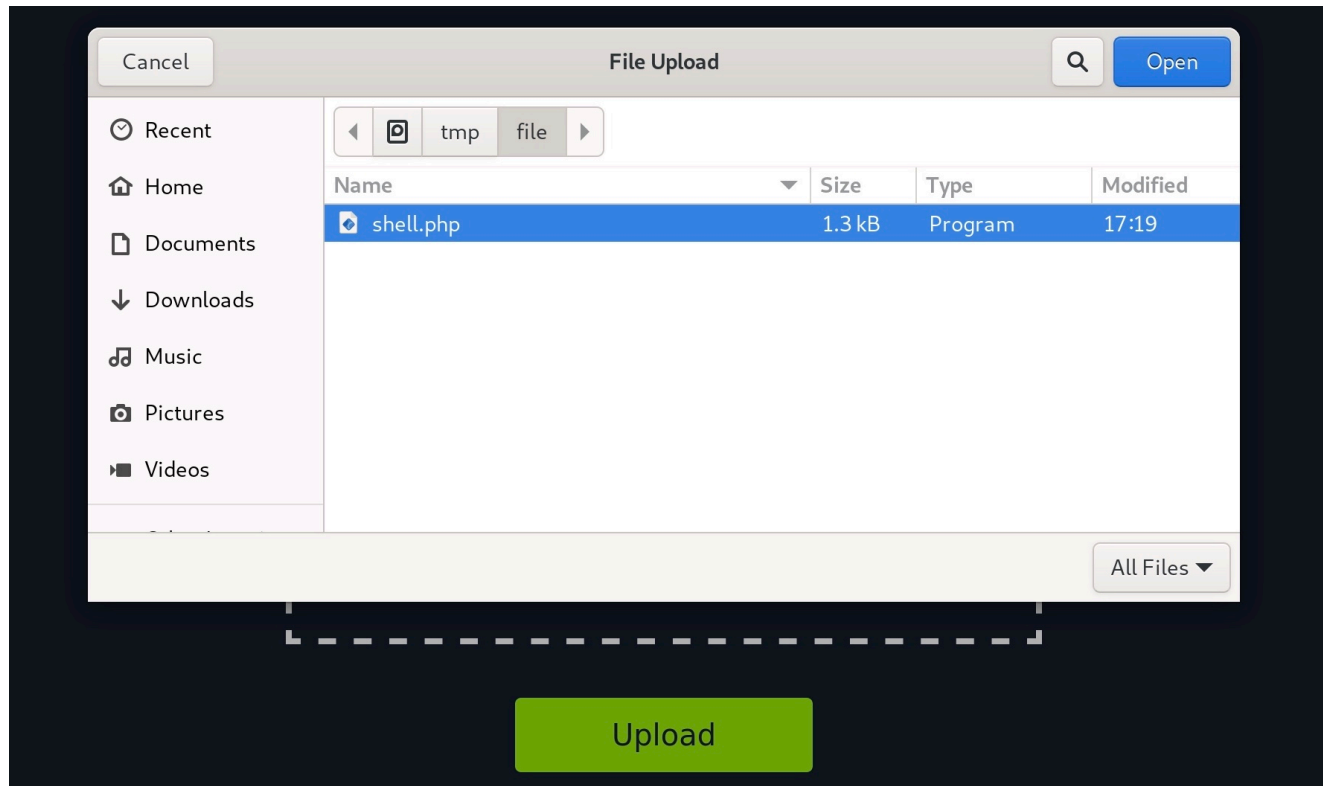 Cancel File Upload Open
Recent
tmp file
Home
Name Size Type Modified
shell.php 1.3 kB Program 17:19
Documents
Downloads
Music
Pictures
Videos
All Files
Upload